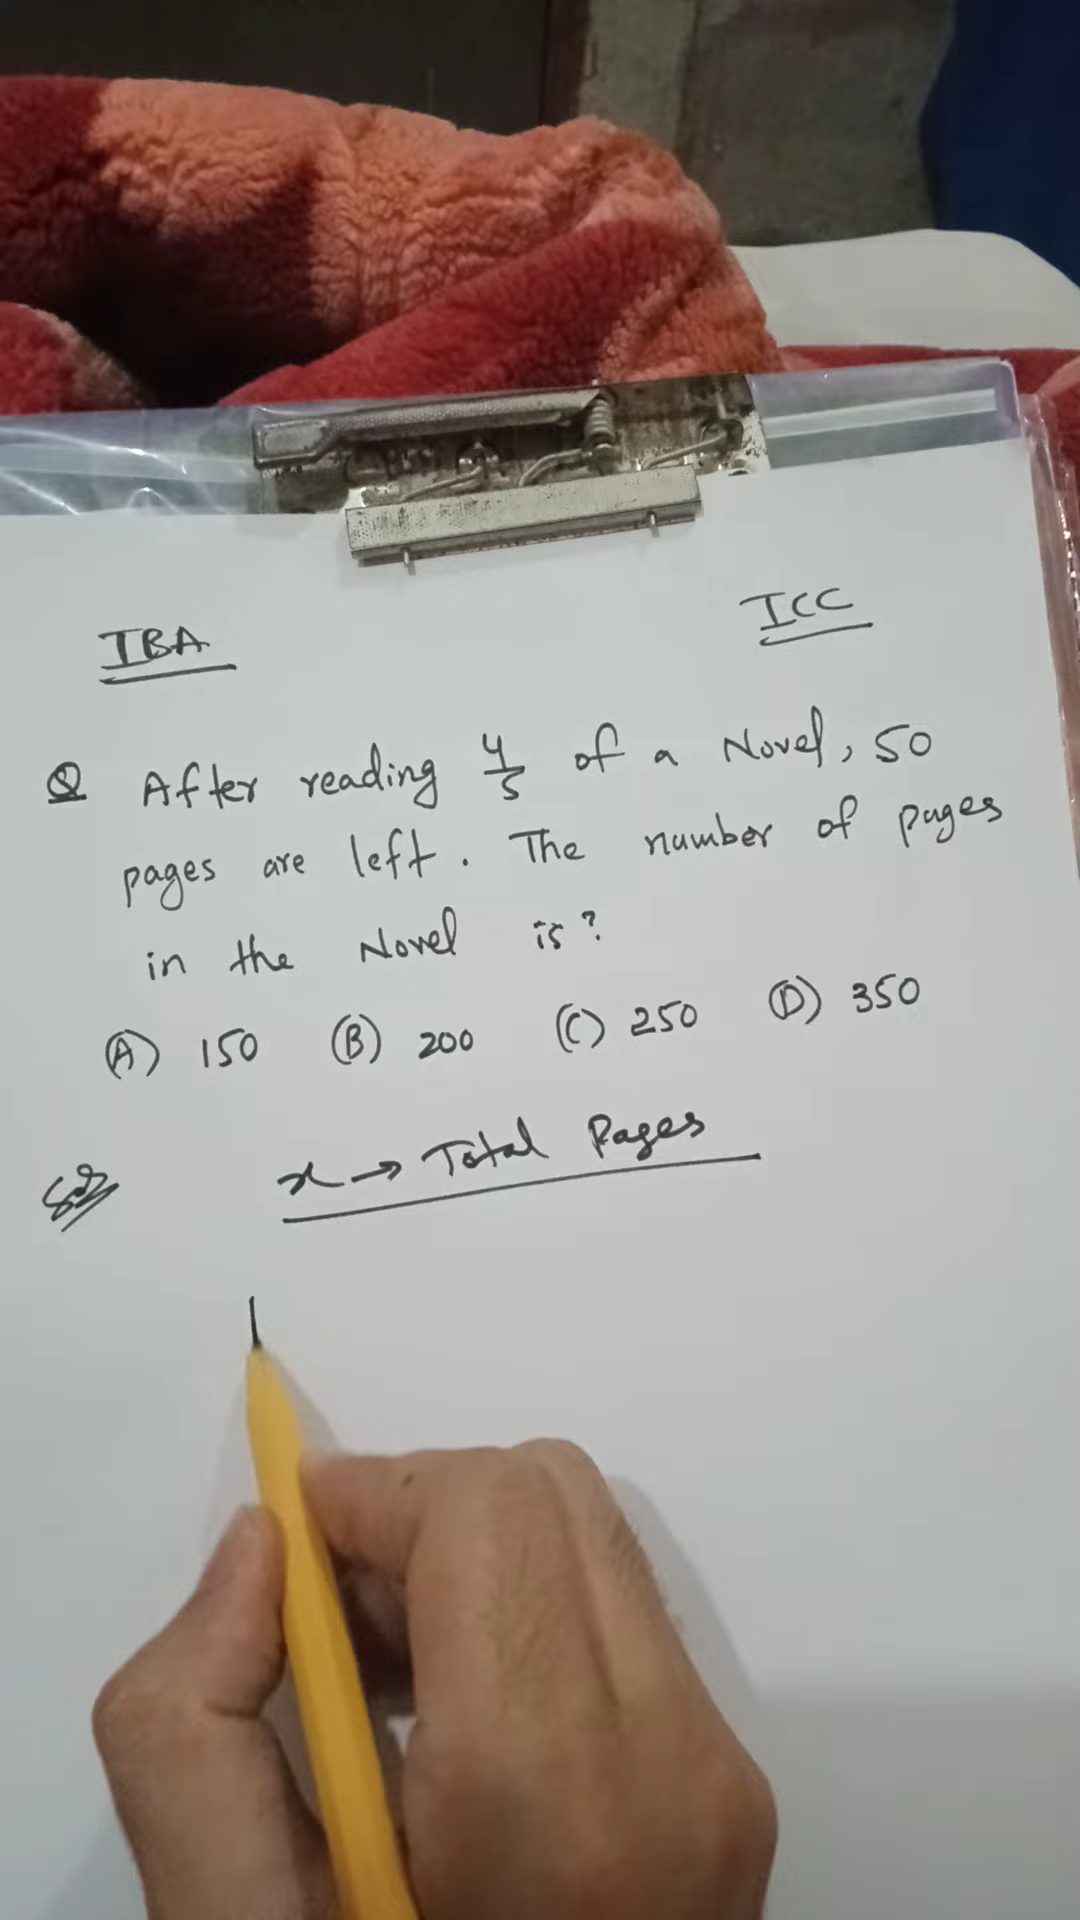 IBA ICC
Q After reading 4/5 of a Novel, 50
pages are left. The number of pages
in the Novel is?
(A) 150 (B) 200 (C) 250 (D) 350
Sol x → Total Pages